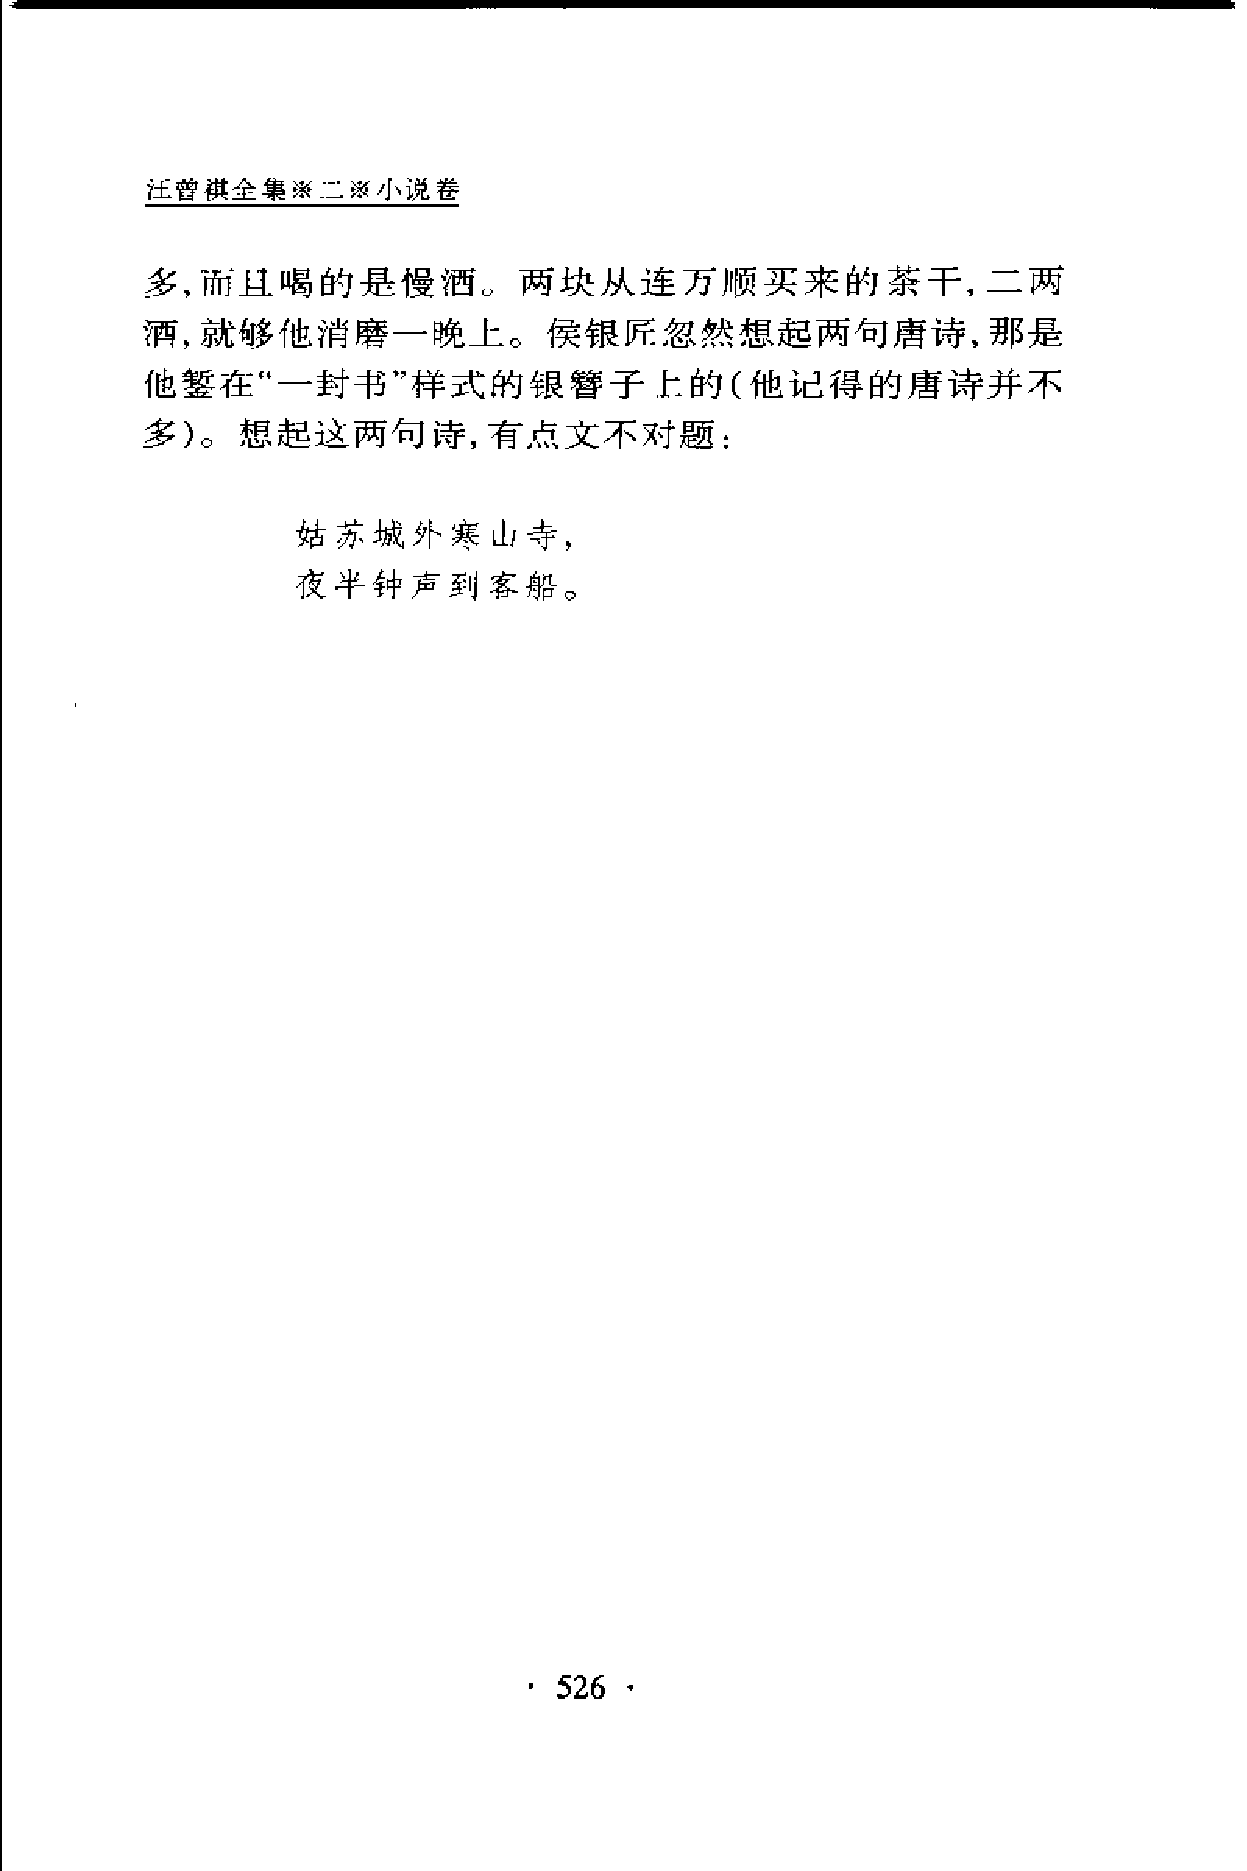 汪曾祺全集※二※小说卷
多,而且喝的是慢酒。两块从连万顺买来的茶干,二两
酒,就够他消磨一晚上。侯银匠忽然想起两句唐诗,那是
他錾在“一封书”样式的银簪子上的(他记得的唐诗并不
多)。想起这两句诗,有点文不对题:
姑苏城外寒山寺,
夜半钟声到客船。
· 526 ·